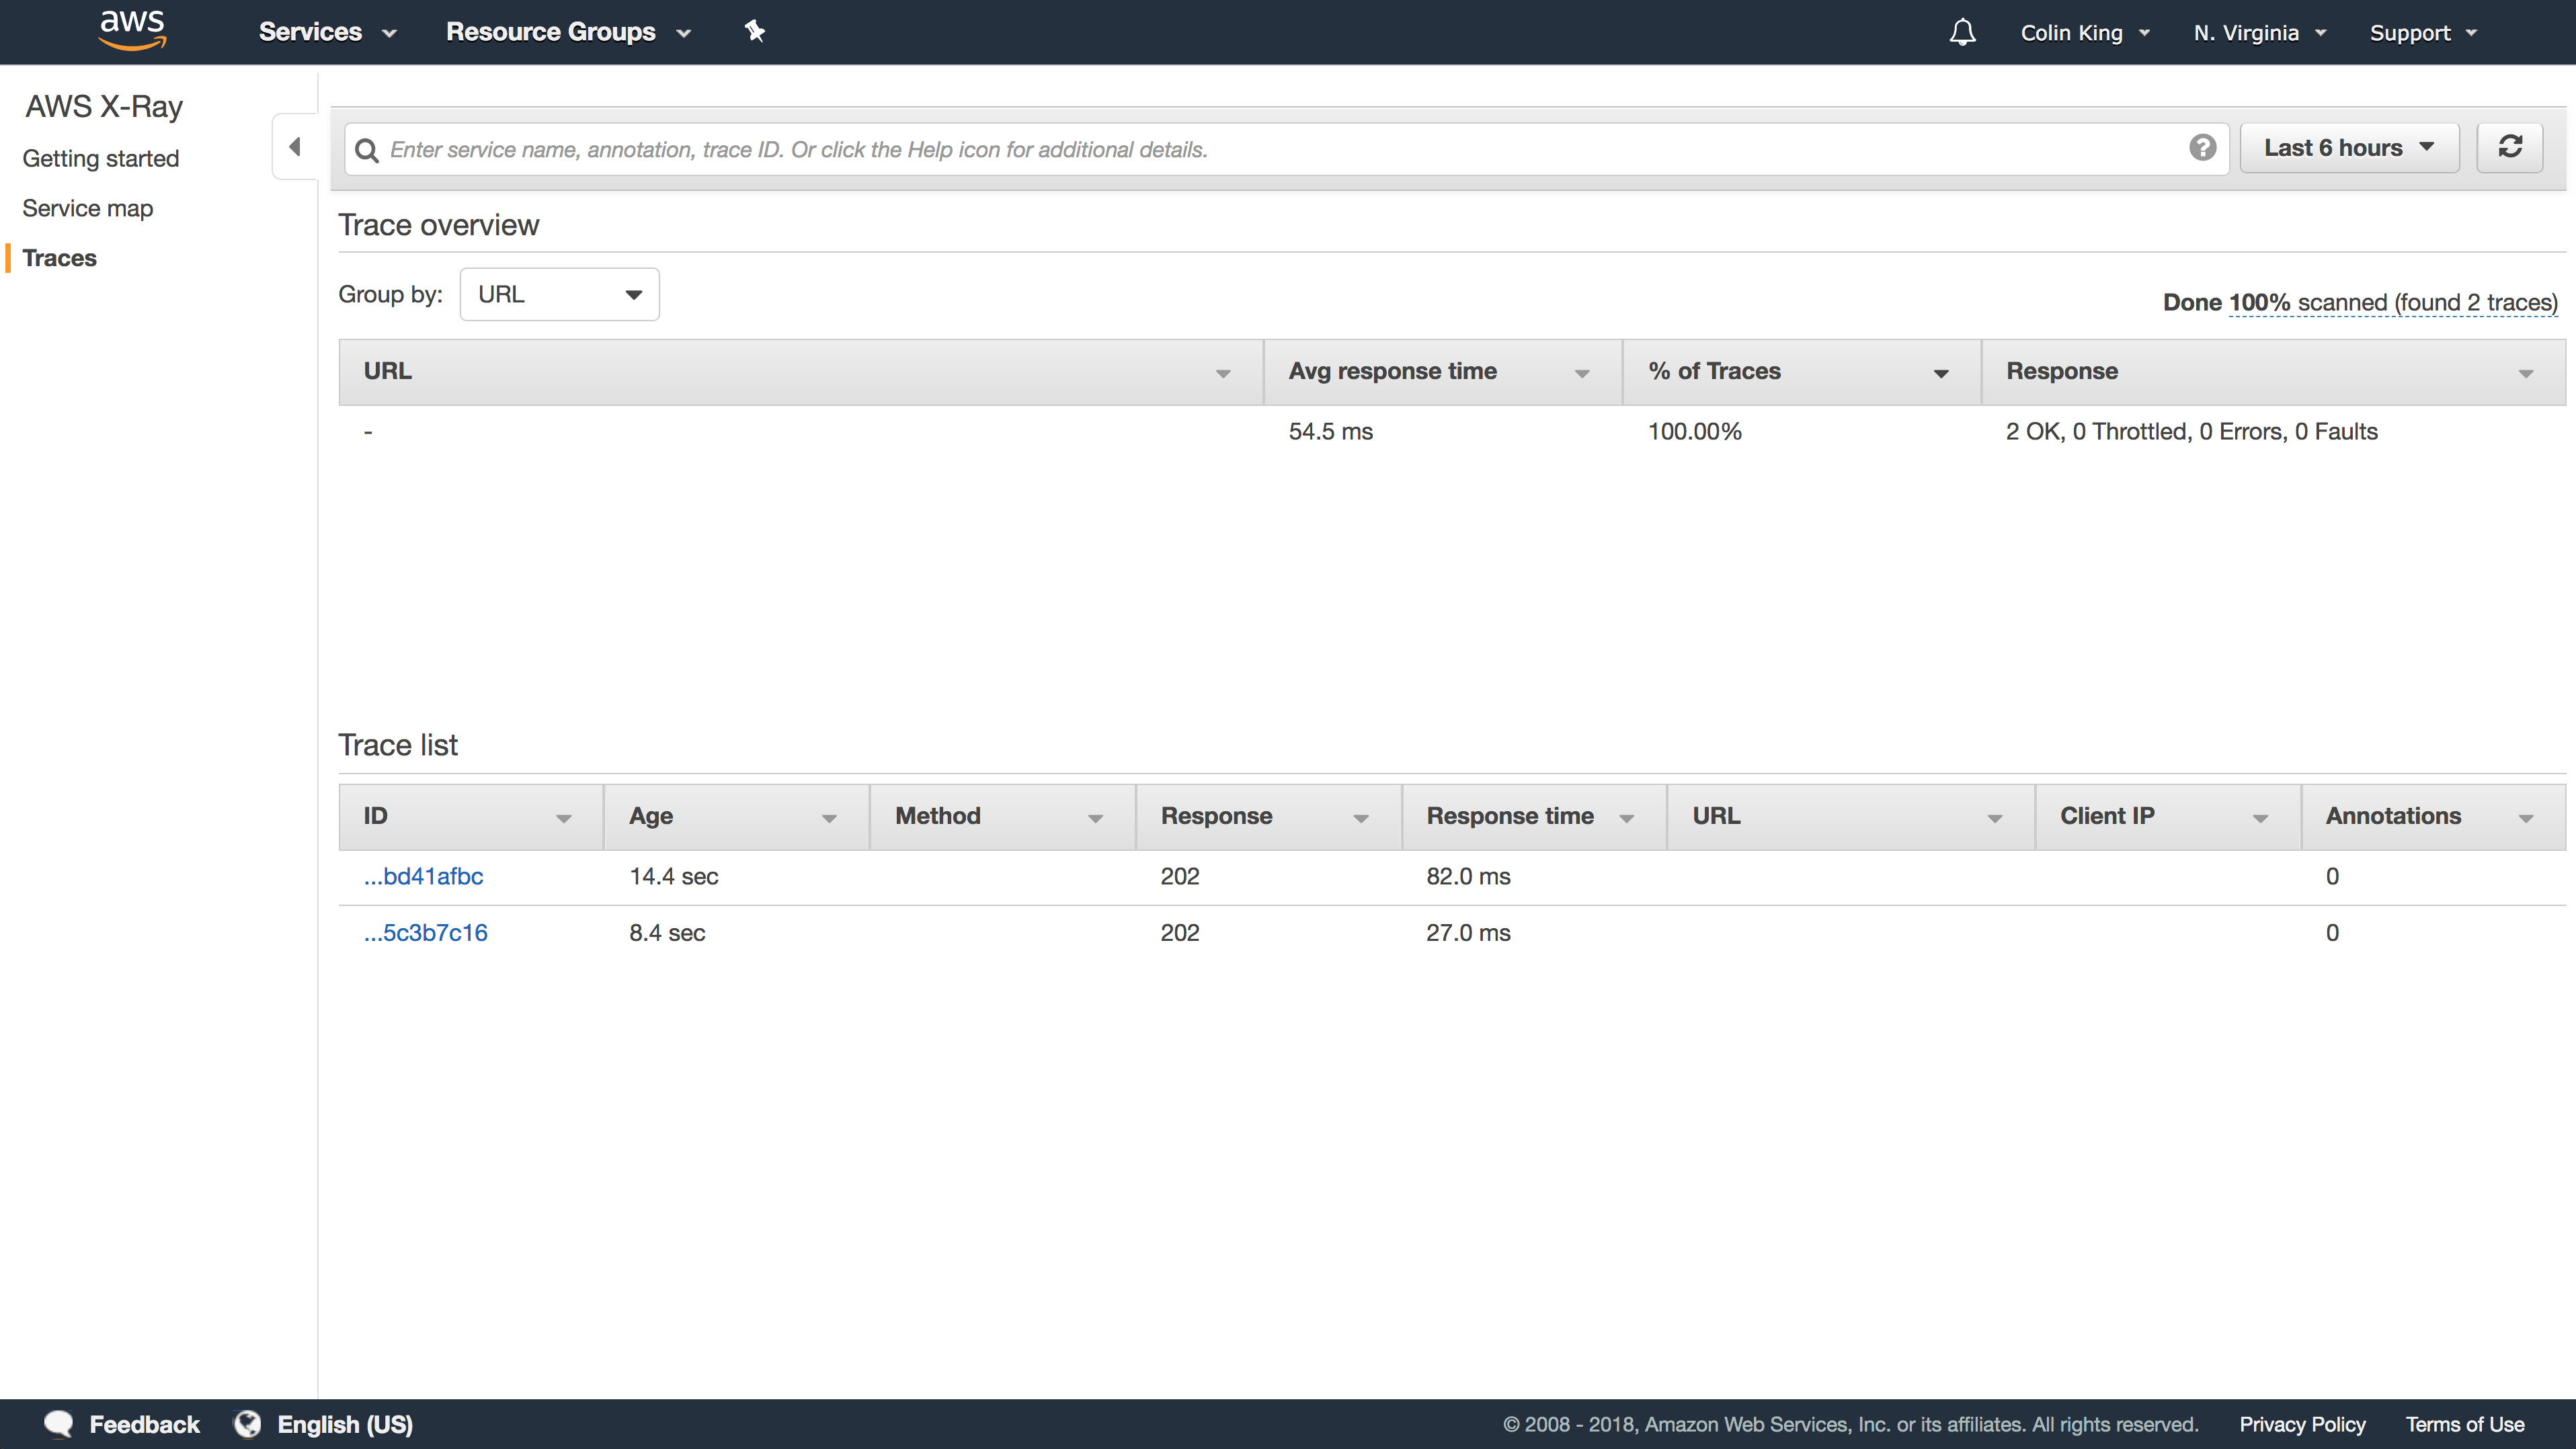 aws Services Resource Groups Colin King N. Virginia Support
AWS X-Ray
Getting started
Service map
Traces
Enter service name, annotation, trace ID. Or click the Help icon for additional details. ? Last 6 hours
Trace overview
Group by: URL
Done 100% scanned (found 2 traces)
URL Avg response time % of Traces Response
- 54.5 ms 100.00% 2 OK, 0 Throttled, 0 Errors, 0 Faults
Trace list
ID Age Method Response Response time URL Client IP Annotations
...bd41afbc 14.4 sec 202 82.0 ms 0
...5c3b7c16 8.4 sec 202 27.0 ms 0
Feedback English (US) © 2008 - 2018, Amazon Web Services, Inc. or its affiliates. All rights reserved. Privacy Policy Terms of Use